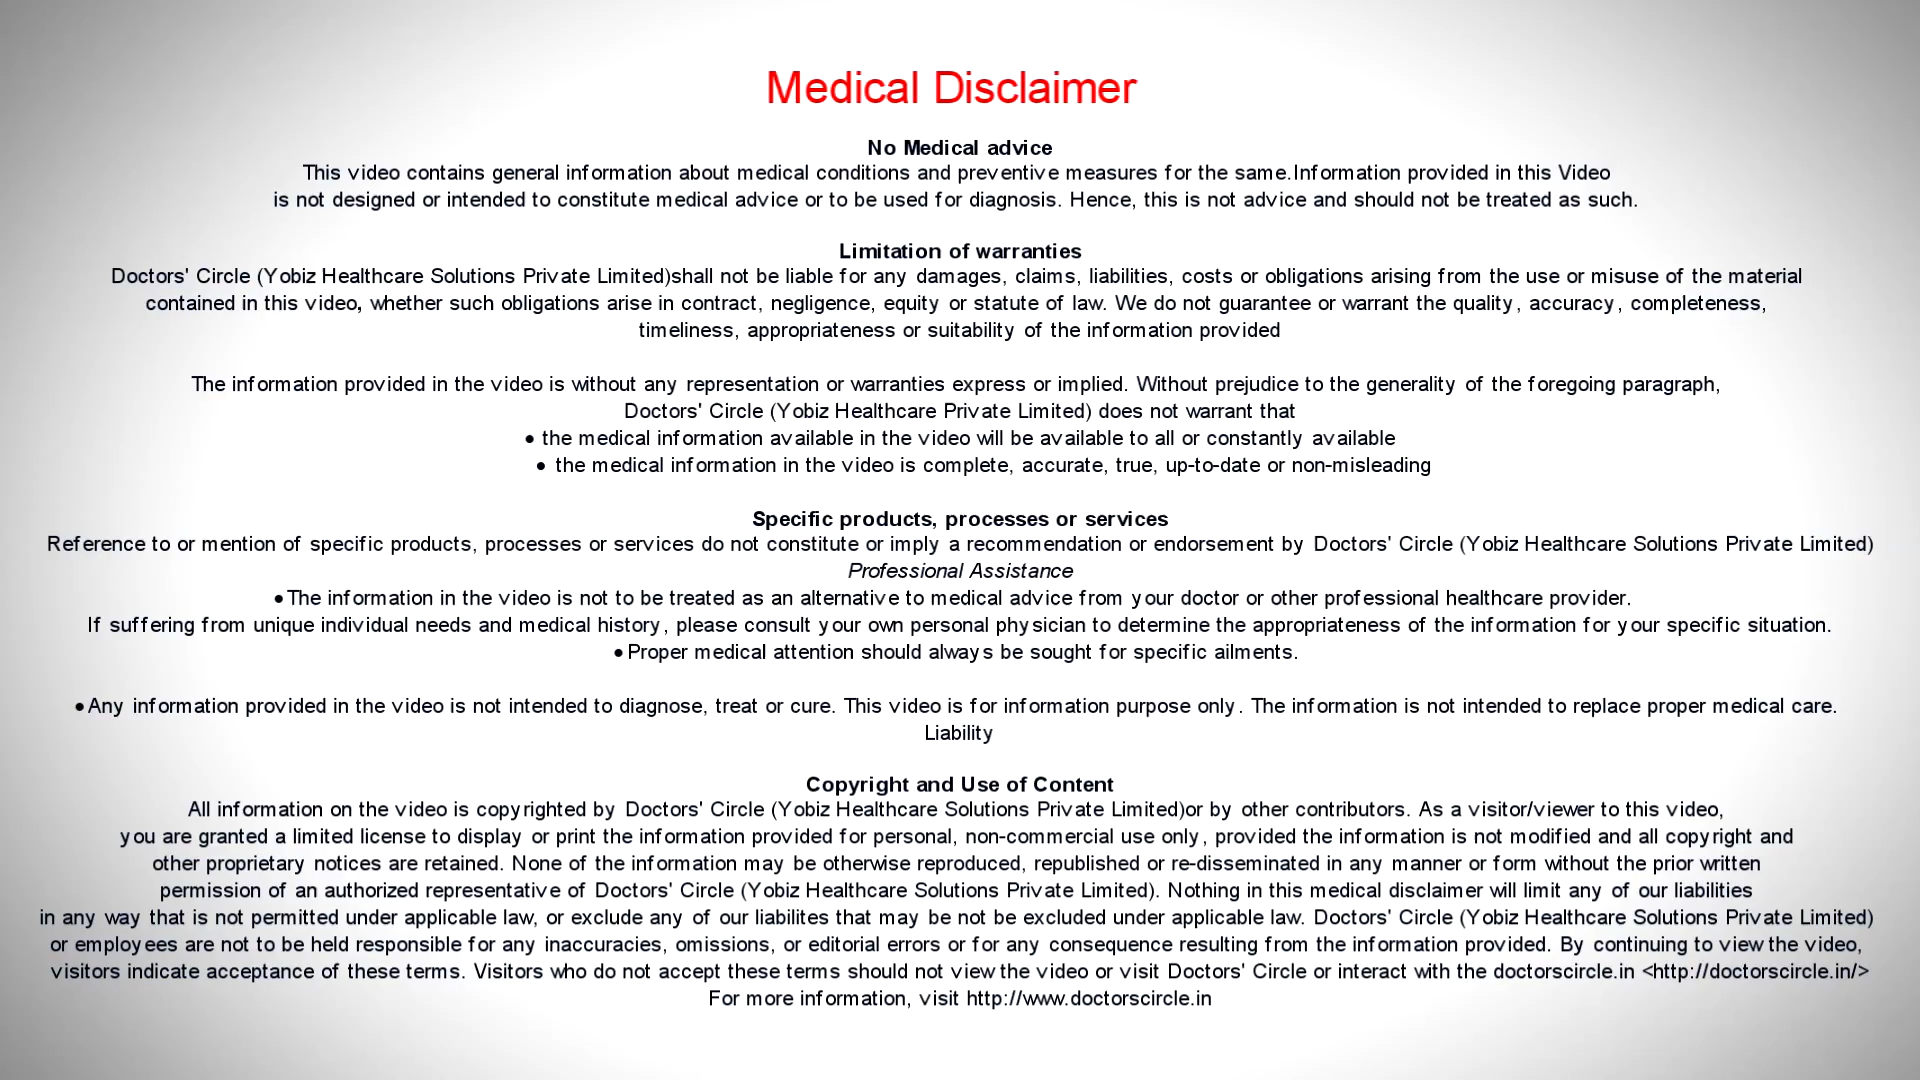 Medical Disclaimer
No Medical advice
This video contains general information about medical conditions and preventive measures for the same.Information provided in this Video
is not designed or intended to constitute medical advice or to be used for diagnosis. Hence, this is not advice and should not be treated as such.
Limitation of warranties
Doctors' Circle (Yobiz Healthcare Solutions Private Limited)shall not be liable for any damages, claims, liabilities, costs or obligations arising from the use or misuse of the material
contained in this video, whether such obligations arise in contract, negligence, equity or statute of law. We do not guarantee or warrant the quality, accuracy, completeness,
timeliness, appropriateness or suitability of the information provided
The information provided in the video is without any representation or warranties express or implied. Without prejudice to the generality of the foregoing paragraph,
Doctors' Circle (Yobiz Healthcare Private Limited) does not warrant that
• the medical information available in the video will be available to all or constantly available
• the medical information in the video is complete, accurate, true, up-to-date or non-misleading
Specific products, processes or services
Reference to or mention of specific products, processes or services do not constitute or imply a recommendation or endorsement by Doctors' Circle (Yobiz Healthcare Solutions Private Limited)
Professional Assistance
•The information in the video is not to be treated as an alternative to medical advice from your doctor or other professional healthcare provider.
If suffering from unique individual needs and medical history, please consult your own personal physician to determine the appropriateness of the information for your specific situation.
•Proper medical attention should always be sought for specific ailments.
•Any information provided in the video is not intended to diagnose, treat or cure. This video is for information purpose only. The information is not intended to replace proper medical care.
Liability
Copyright and Use of Content
All information on the video is copyrighted by Doctors' Circle (Yobiz Healthcare Solutions Private Limited)or by other contributors. As a visitor/viewer to this video,
you are granted a limited license to display or print the information provided for personal, non-commercial use only, provided the information is not modified and all copyright and
other proprietary notices are retained. None of the information may be otherwise reproduced, republished or re-disseminated in any manner or form without the prior written
permission of an authorized representative of Doctors' Circle (Yobiz Healthcare Solutions Private Limited). Nothing in this medical disclaimer will limit any of our liabilities
in any way that is not permitted under applicable law, or exclude any of our liabilites that may be not be excluded under applicable law. Doctors' Circle (Yobiz Healthcare Solutions Private Limited)
or employees are not to be held responsible for any inaccuracies, omissions, or editorial errors or for any consequence resulting from the information provided. By continuing to view the video,
visitors indicate acceptance of these terms. Visitors who do not accept these terms should not view the video or visit Doctors' Circle or interact with the doctorscircle.in <http://doctorscircle.in/>
For more information, visit http://www.doctorscircle.in